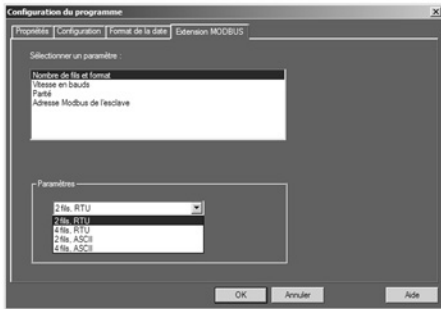 Configuration du programme
Propriétés Configuration Format de la date Extension MODBUS
Sélectionner un paramètre :
Nombre de fils et format
Vitesse en bauds
Parité
Adresse Modbus de l'esclave
Paramètres
2 fils, RTU
2 fils, RTU
4 fils, RTU
2 fils, ASCII
4 fils, ASCII
OK Annuler Aide